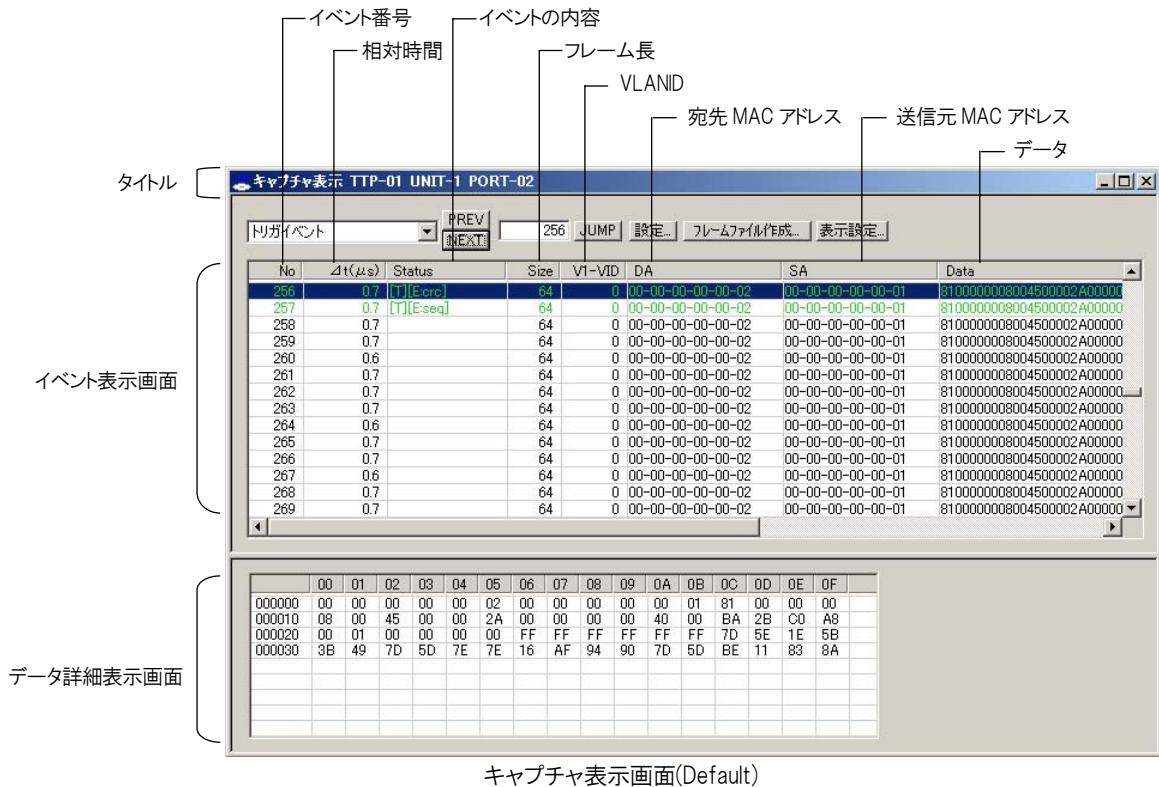 イベント番号
イベントの内容
相対時間
フレーム長
VLANID
宛先 MAC アドレス
送信元 MAC アドレス
データ
タイトル
キャプチャ表示 TTP-01 UNIT-1 PORT-02
トリガイベント PREV NEXT 256 JUMP 設定... フレームファイル作成... 表示設定...
イベント表示画面
No ⊿t(μs) Status Size V1-VID DA SA Data
256 0.7 [T][E:crc] 64 0 00-00-00-00-00-02 00-00-00-00-00-01 8100000008004500002A00000
257 0.7 [T][E:seq] 64 0 00-00-00-00-00-02 00-00-00-00-00-01 8100000008004500002A00000
258 0.7 64 0 00-00-00-00-00-02 00-00-00-00-00-01 8100000008004500002A00000
259 0.7 64 0 00-00-00-00-00-02 00-00-00-00-00-01 8100000008004500002A00000
260 0.6 64 0 00-00-00-00-00-02 00-00-00-00-00-01 8100000008004500002A00000
261 0.7 64 0 00-00-00-00-00-02 00-00-00-00-00-01 8100000008004500002A00000
262 0.7 64 0 00-00-00-00-00-02 00-00-00-00-00-01 8100000008004500002A00000
263 0.7 64 0 00-00-00-00-00-02 00-00-00-00-00-01 8100000008004500002A00000
264 0.6 64 0 00-00-00-00-00-02 00-00-00-00-00-01 8100000008004500002A00000
265 0.7 64 0 00-00-00-00-00-02 00-00-00-00-00-01 8100000008004500002A00000
266 0.7 64 0 00-00-00-00-00-02 00-00-00-00-00-01 8100000008004500002A00000
267 0.6 64 0 00-00-00-00-00-02 00-00-00-00-00-01 8100000008004500002A00000
268 0.7 64 0 00-00-00-00-00-02 00-00-00-00-00-01 8100000008004500002A00000
269 0.7 64 0 00-00-00-00-00-02 00-00-00-00-00-01 8100000008004500002A00000
データ詳細表示画面
00 01 02 03 04 05 06 07 08 09 0A 0B 0C 0D 0E 0F
000000 00 00 00 00 00 02 00 00 00 00 00 01 81 00 00 00
000010 08 00 45 00 00 2A 00 00 00 00 40 00 BA 2B C0 A8
000020 00 01 00 00 00 00 FF FF FF FF FF FF 7D 5E 1E 5B
000030 3B 49 7D 5D 7E 7E 16 AF 94 90 7D 5D BE 11 83 8A
キャプチャ表示画面(Default)